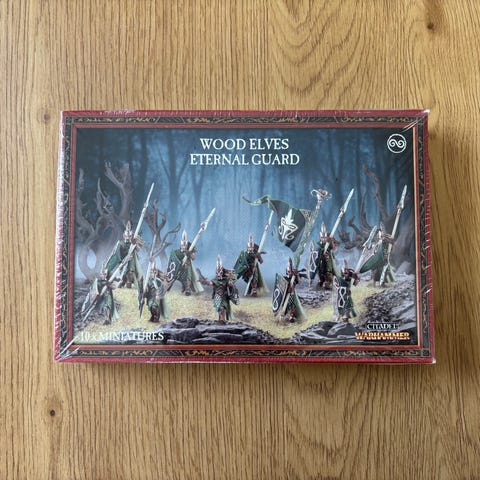 WOOD ELVES
ETERNAL GUARD
10 x MINIATURES
CITADEL
WARHAMMER